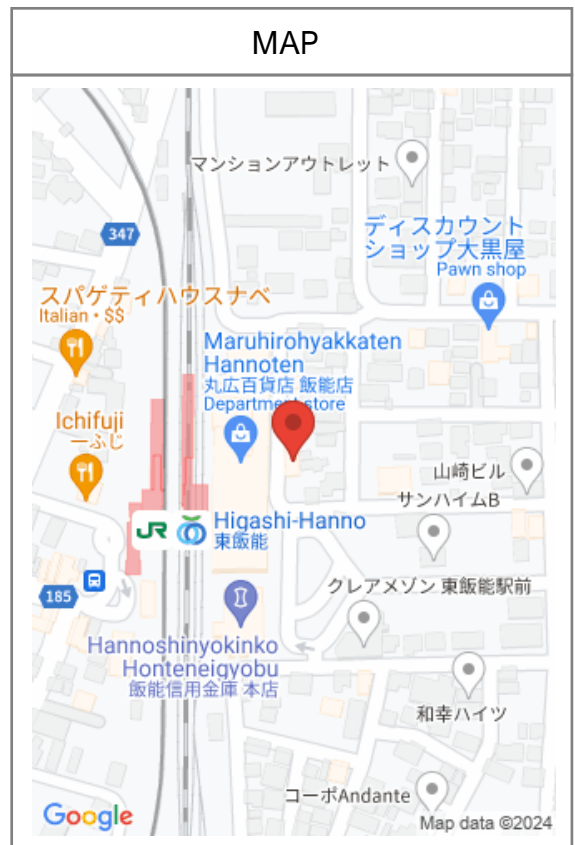 MAP
マンションアウトレット
ディスカウント
ショップ大黒屋
Pawn shop
347
スパゲティハウスナベ
Italian • $$
Maruhirohyakkaten
Hannoten
丸広百貨店 飯能店
Department store
Ichifuji
一ふじ
山崎ビル
サンハイムB
JR
Higashi-Hanno
東飯能
クレアメゾン 東飯能駅前
185
Hannoshinyokinko
Honteneigyobu
飯能信用金庫 本店
和幸ハイツ
コーポAndante
Google
Map data ©2024